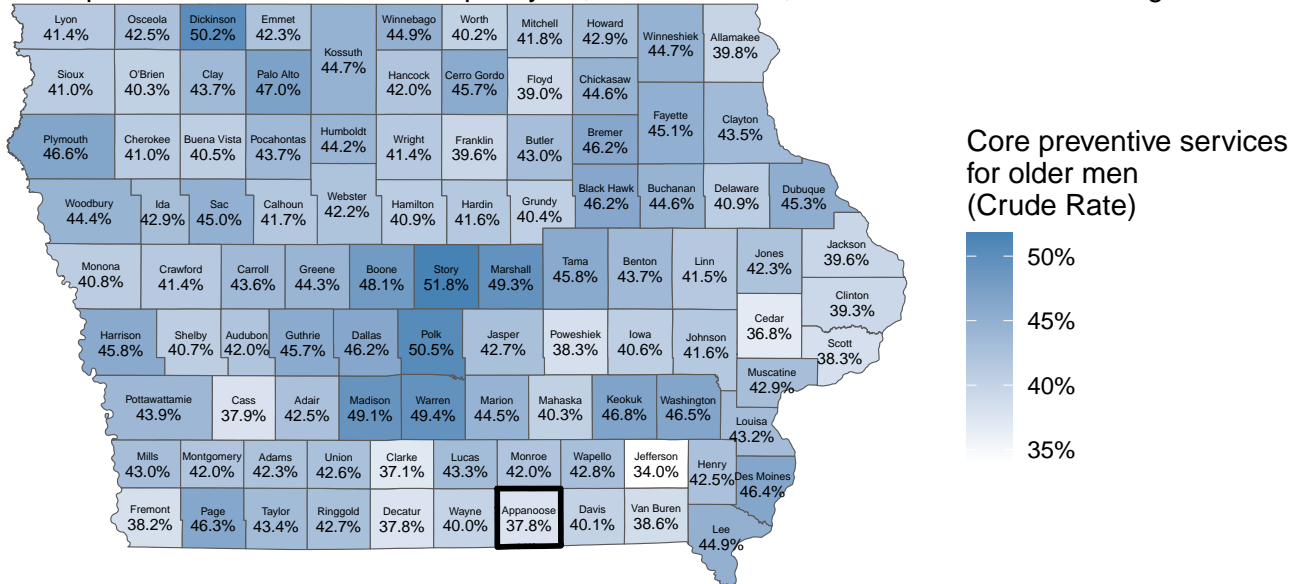 Lyon
41.4%
Osceola
42.5%
Dickinson
50.2%
Emmet
42.3%
Kossuth
44.7%
Winnebago
44.9%
Worth
40.2%
Mitchell
41.8%
Howard
42.9%
Winneshiek
44.7%
Allamakee
39.8%
Sioux
41.0%
O'Brien
40.3%
Clay
43.7%
Palo Alto
47.0%
Hancock
42.0%
Cerro Gordo
45.7%
Floyd
39.0%
Chickasaw
44.6%
Plymouth
46.6%
Cherokee
41.0%
Buena Vista
40.5%
Pocahontas
43.7%
Humboldt
44.2%
Wright
41.4%
Franklin
39.6%
Butler
43.0%
Bremer
46.2%
Fayette
45.1%
Clayton
43.5%
Woodbury
44.4%
Ida
42.9%
Sac
45.0%
Calhoun
41.7%
Webster
42.2%
Hamilton
40.9%
Hardin
41.6%
Grundy
40.4%
Black Hawk
46.2%
Buchanan
44.6%
Delaware
40.9%
Dubuque
45.3%
Monona
40.8%
Crawford
41.4%
Carroll
43.6%
Greene
44.3%
Boone
48.1%
Story
51.8%
Marshall
49.3%
Tama
45.8%
Benton
43.7%
Linn
41.5%
Jones
42.3%
Jackson
39.6%
Clinton
39.3%
Harrison
45.8%
Shelby
40.7%
Audubon
42.0%
Guthrie
45.7%
Dallas
46.2%
Polk
50.5%
Jasper
42.7%
Poweshiek
38.3%
Iowa
40.6%
Johnson
41.6%
Cedar
36.8%
Scott
38.3%
Muscatine
42.9%
Pottawattamie
43.9%
Cass
37.9%
Adair
42.5%
Madison
49.1%
Warren
49.4%
Marion
44.5%
Mahaska
40.3%
Keokuk
46.8%
Washington
46.5%
Louisa
43.2%
Mills
43.0%
Montgomery
42.0%
Adams
42.3%
Union
42.6%
Clarke
37.1%
Lucas
43.3%
Monroe
42.0%
Wapello
42.8%
Jefferson
34.0%
Henry
42.5%
Des Moines
46.4%
Fremont
38.2%
Page
46.3%
Taylor
43.4%
Ringgold
42.7%
Decatur
37.8%
Wayne
40.0%
Appanoose
37.8%
Davis
40.1%
Van Buren
38.6%
Lee
44.9%
Core preventive services
for older men
(Crude Rate)
50%
45%
40%
35%